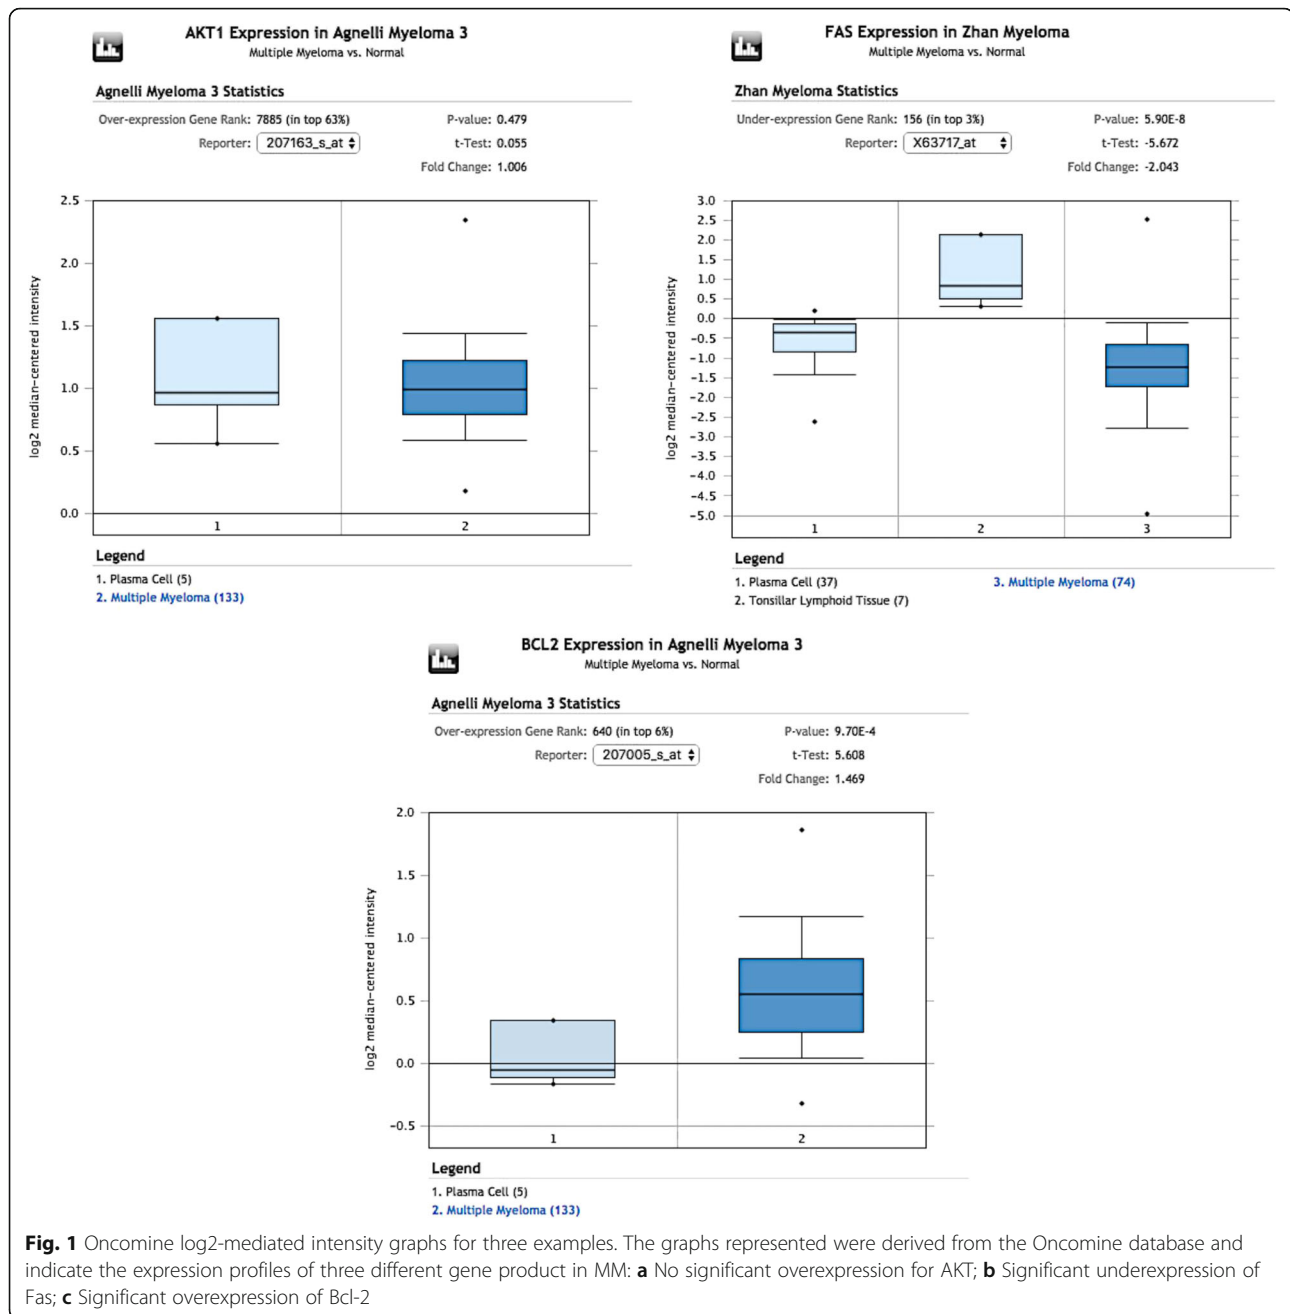 AKT1 Expression in Agnelli Myeloma 3
Multiple Myeloma vs. Normal
Agnelli Myeloma 3 Statistics
Over-expression Gene Rank: 7885 (in top 63%)
P-value: 0.479
Reporter: 207163_s_at
t-Test: 0.055
Fold Change: 1.006
2.5
2.0
1.5
1.0
0.5
0.0
log2 median-centered intensity
1
2
Legend
1. Plasma Cell (5)
2. Multiple Myeloma (133)
FAS Expression in Zhan Myeloma
Multiple Myeloma vs. Normal
Zhan Myeloma Statistics
Under-expression Gene Rank: 156 (in top 3%)
P-value: 5.90E-8
Reporter: X63717_at
t-Test: -5.672
Fold Change: -2.043
3.0
2.5
2.0
1.5
1.0
0.5
0.0
-0.5
-1.0
-1.5
-2.0
-2.5
-3.0
-3.5
-4.0
-4.5
-5.0
log2 median-centered intensity
1
2
3
Legend
1. Plasma Cell (37)
2. Tonsillar Lymphoid Tissue (7)
3. Multiple Myeloma (74)
BCL2 Expression in Agnelli Myeloma 3
Multiple Myeloma vs. Normal
Agnelli Myeloma 3 Statistics
Over-expression Gene Rank: 640 (in top 6%)
P-value: 9.70E-4
Reporter: 207005_s_at
t-Test: 5.608
Fold Change: 1.469
2.0
1.5
1.0
0.5
0.0
-0.5
log2 median-centered intensity
1
2
Legend
1. Plasma Cell (5)
2. Multiple Myeloma (133)
Fig. 1 Oncomine log2-mediated intensity graphs for three examples. The graphs represented were derived from the Oncomine database and
indicate the expression profiles of three different gene product in MM: a No significant overexpression for AKT; b Significant underexpression of
Fas; c Significant overexpression of Bcl-2